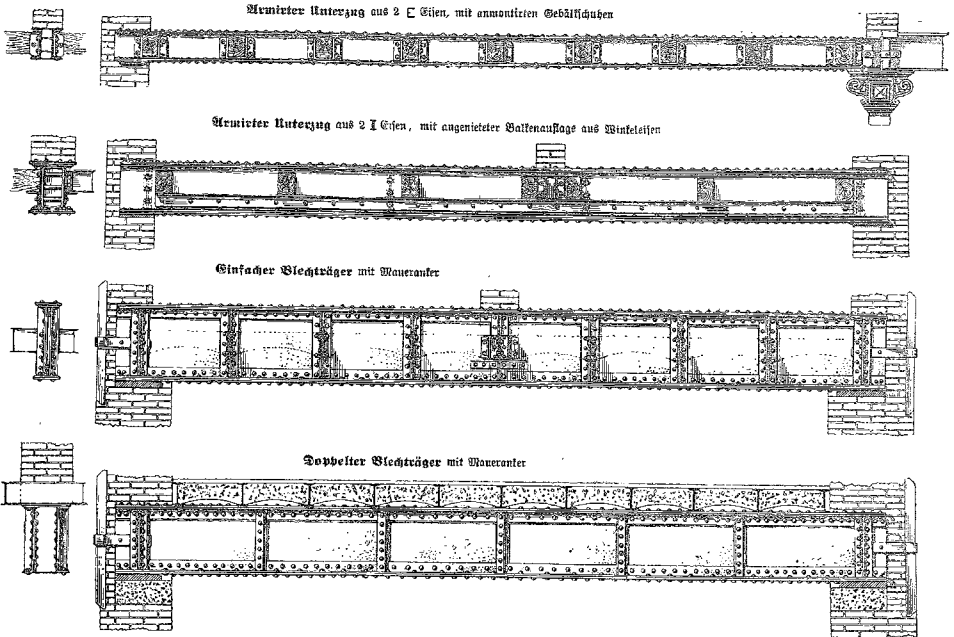 Armirter Unterzug aus 2 [ Eisen, mit anmontirten Gebälkschuhen
Armirter Unterzug aus 2 I Eisen, mit angenieteter Balkenauflage aus Winkeleisen
Einfacher Blechträger mit Maueranker
Doppelter Blechträger mit Maueranker